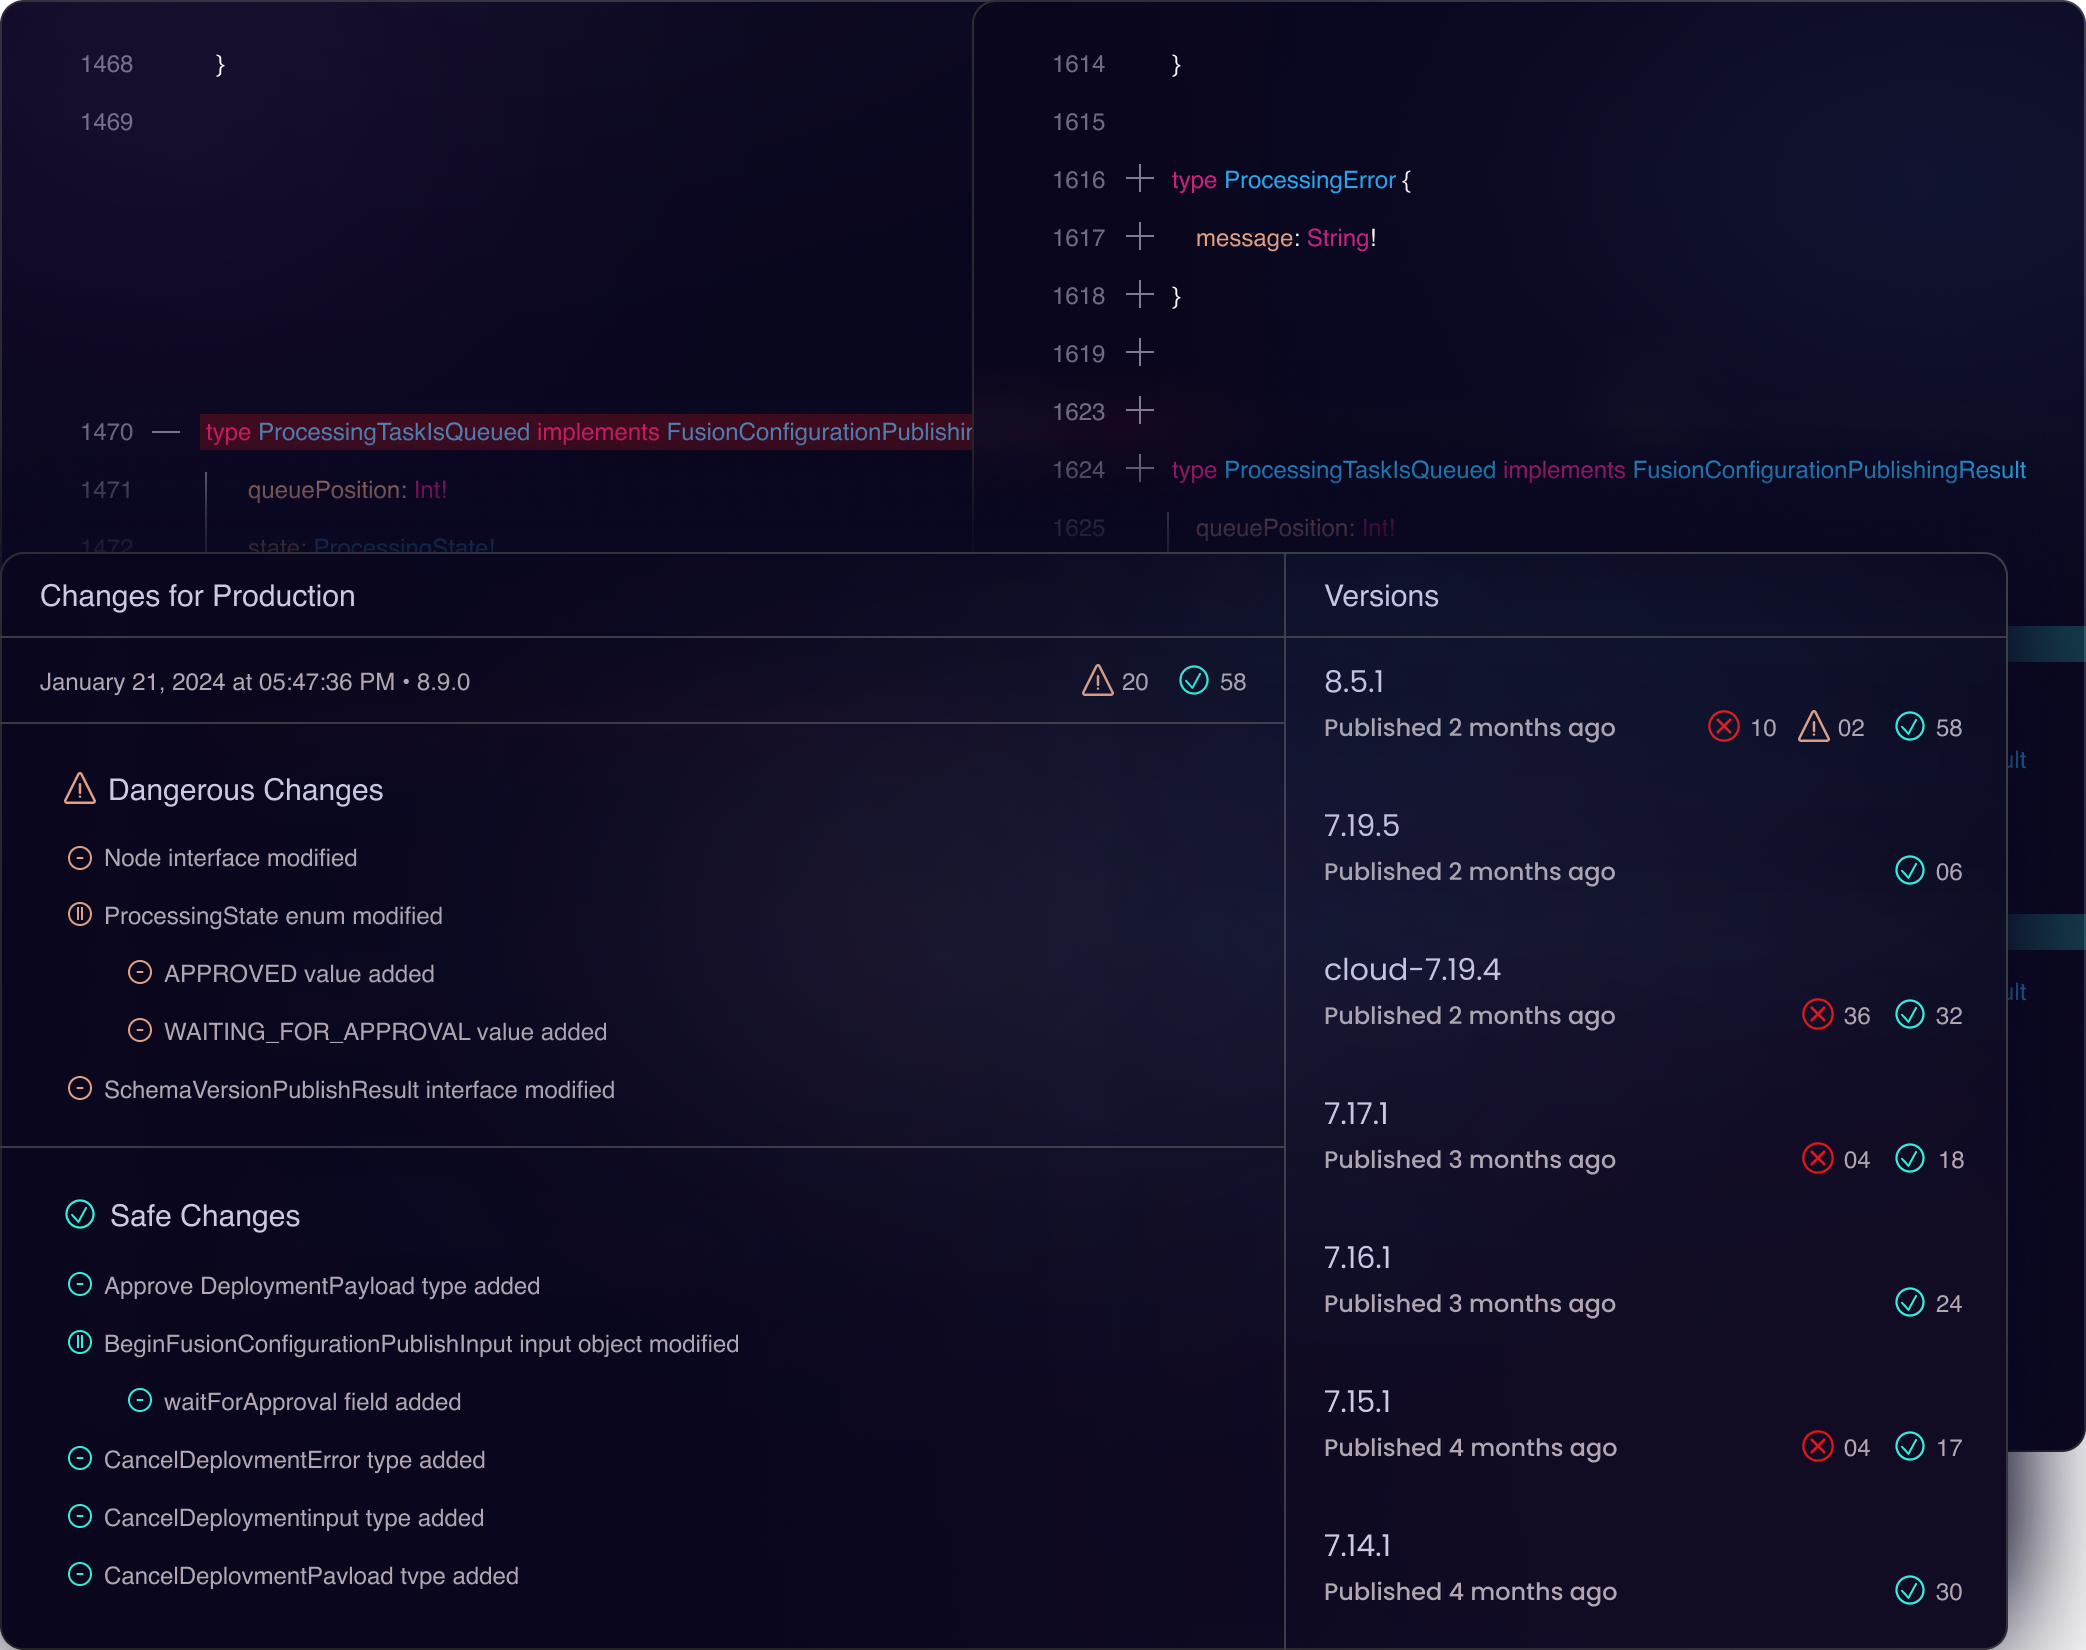 1468 }
1469
1470 — type ProcessingTaskIsQueued implements
1471 queuePosition: Int!
1472 state: ProcessingState!
1614 }
1615
1616 + type ProcessingError {
1617 + message: String!
1618 + }
1619 +
1623 +
1624 + type ProcessingTaskIsQueued implements FusionConfigurationPublishingResult
1625 queuePosition: Int!
Changes for Production
January 21, 2024 at 05:47:36 PM • 8.9.0 20 58
Dangerous Changes
Node interface modified
ProcessingState enum modified
APPROVED value added
WAITING_FOR_APPROVAL value added
SchemaVersionPublishResult interface modified
Safe Changes
Approve DeploymentPayload type added
BeginFusionConfigurationPublishInput input object modified
waitForApproval field added
CancelDeplovmentError type added
CancelDeploymentinput type added
CancelDeplovmentPavload tvpe added
Versions
8.5.1
Published 2 months ago 10 02 58
7.19.5
Published 2 months ago 06
cloud-7.19.4
Published 2 months ago 36 32
7.17.1
Published 3 months ago 04 18
7.16.1
Published 3 months ago 24
7.15.1
Published 4 months ago 04 17
7.14.1
Published 4 months ago 30